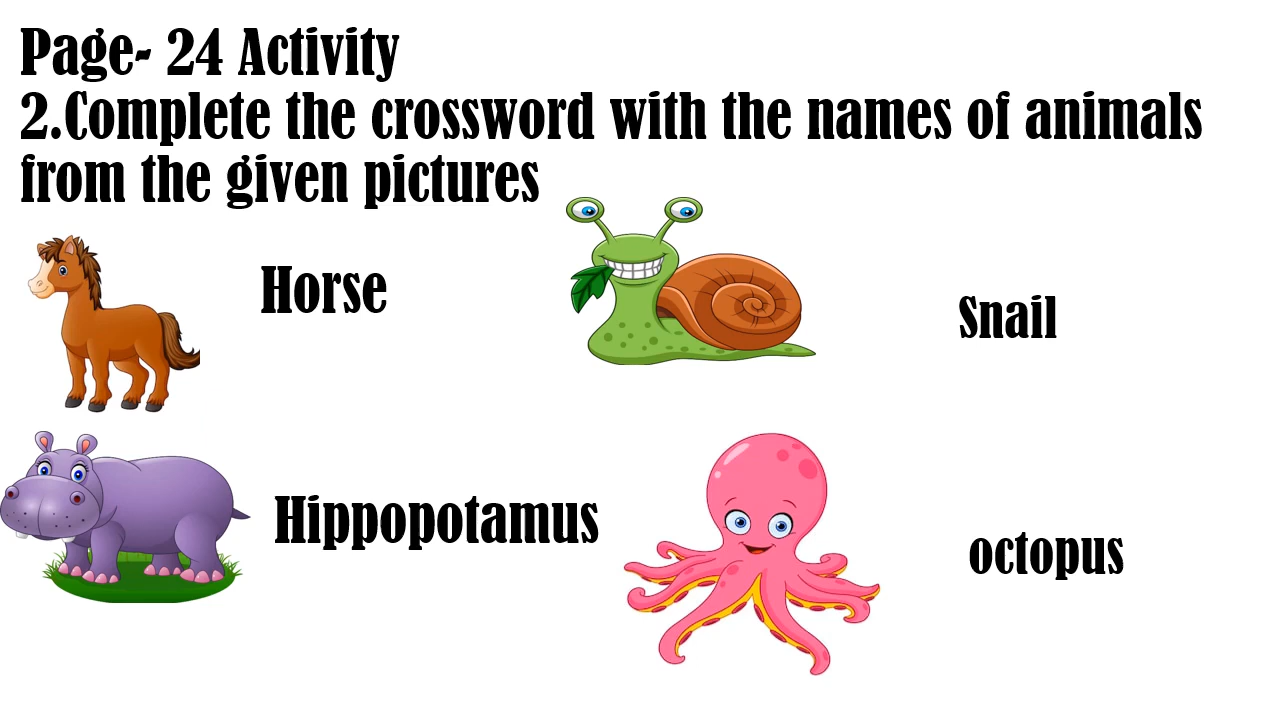 Page- 24 Activity
2.Complete the crossword with the names of animals
from the given pictures
Horse
Snail
Hippopotamus
octopus